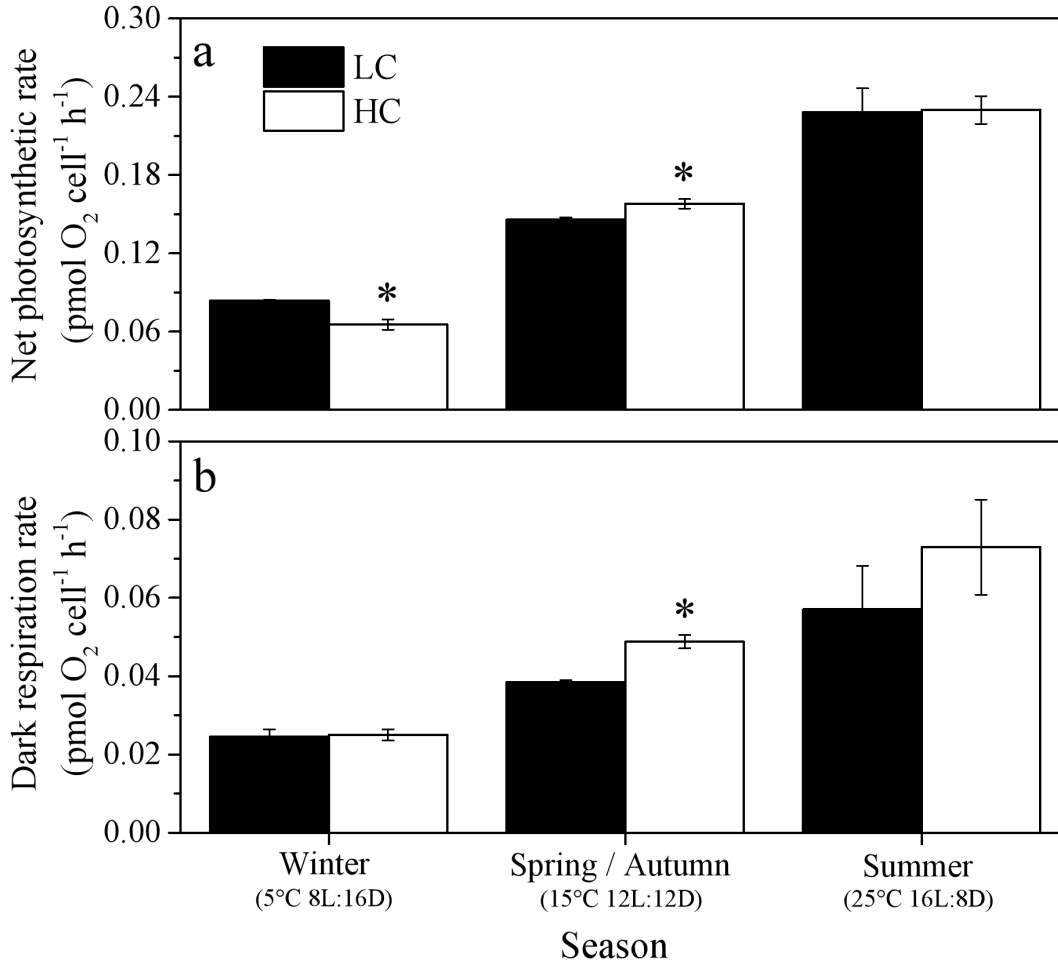 a
LC
HC
Net photosynthetic rate
(pmol O₂ cell⁻¹ h⁻¹)
0.30
0.24
0.18
0.12
0.06
0.00
*
*
b
Dark respiration rate
(pmol O₂ cell⁻¹ h⁻¹)
0.10
0.08
0.06
0.04
0.02
0.00
*
Winter
(5°C 8L:16D)
Spring / Autumn
(15°C 12L:12D)
Summer
(25°C 16L:8D)
Season